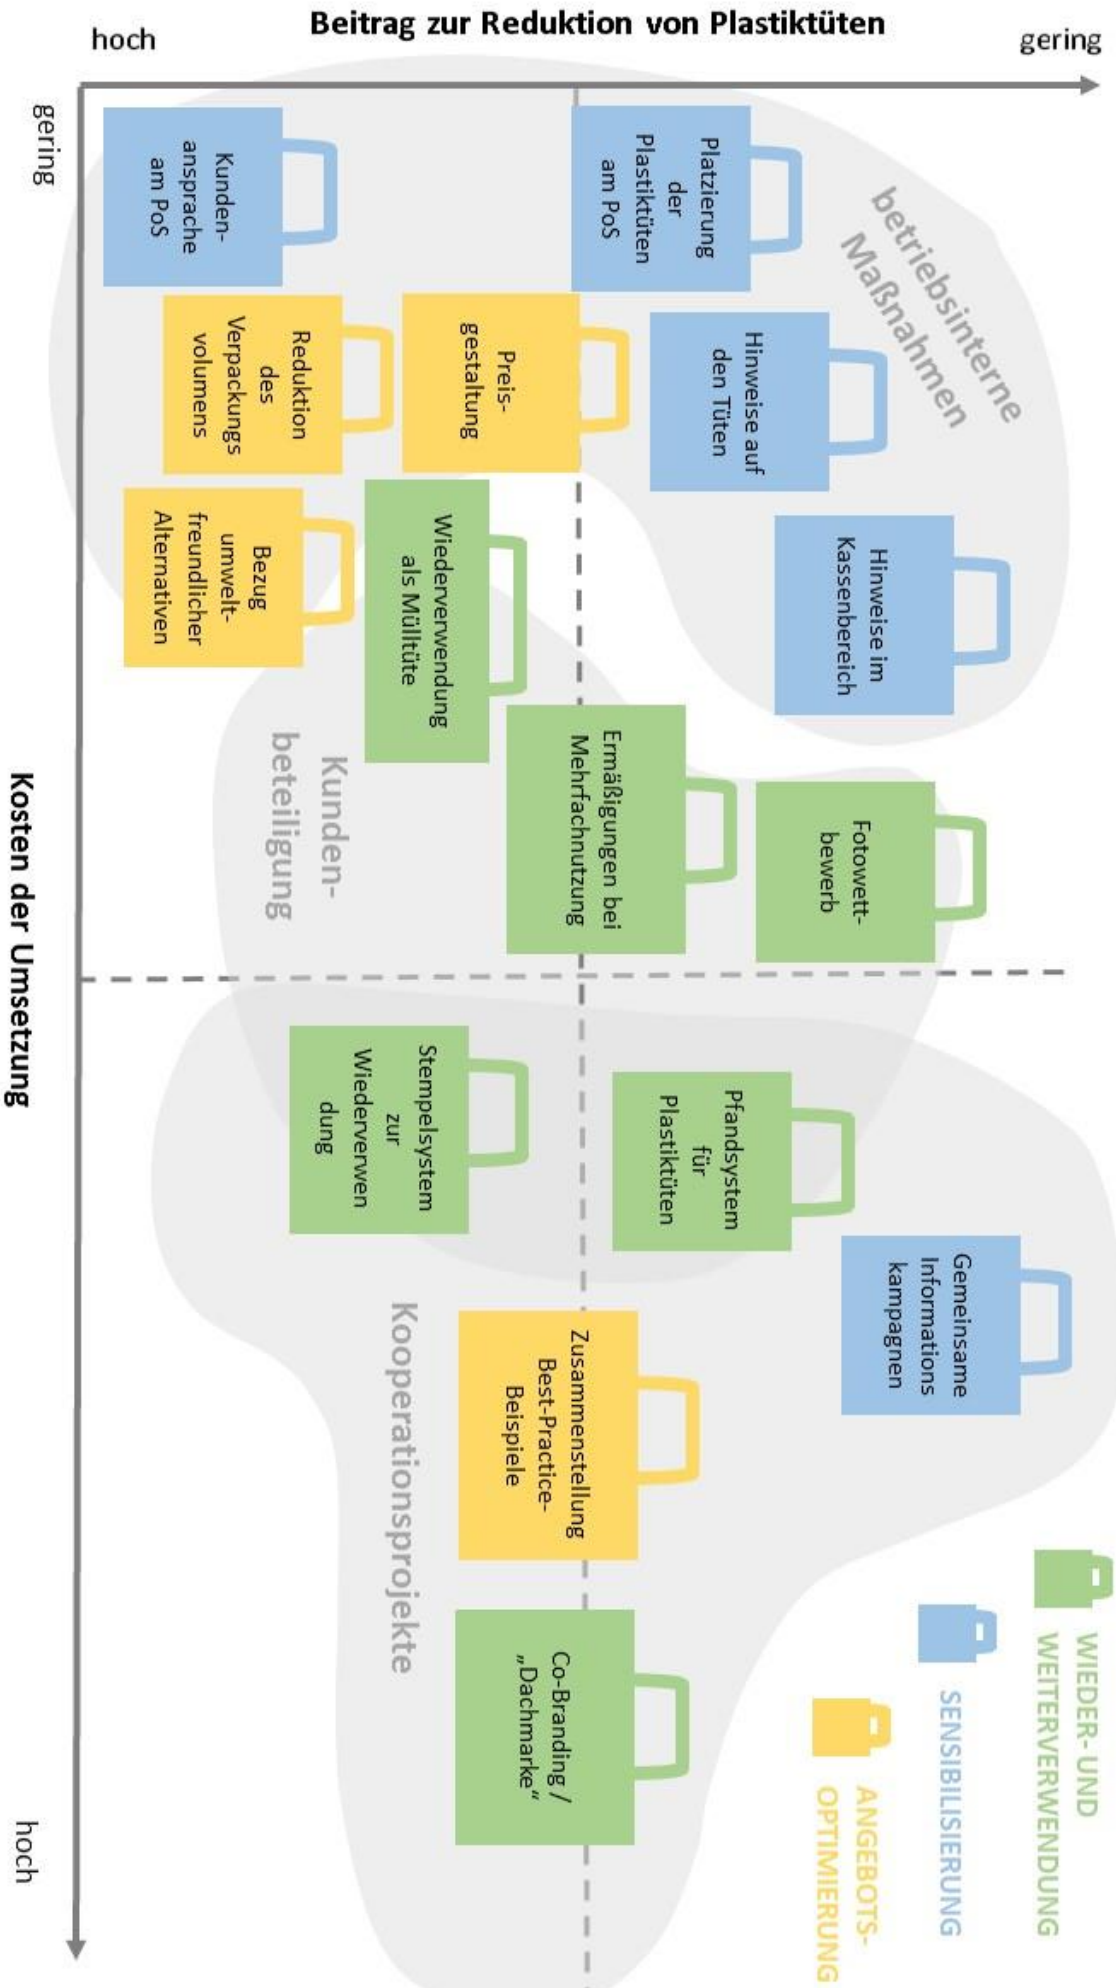 Beitrag zur Reduktion von Plastiktüten
hoch
gering
gering
Kosten der Umsetzung
hoch
betriebsinterne
Maßnahmen
Kunden-
ansprache
am PoS
Platzierung
der
Plastiktüten
am PoS
Reduktion
des
Verpackungs
volumens
Preis-
gestaltung
Hinweise auf
den Tüten
Hinweise im
Kassenbereich
Bezug
umwelt-
freundlicher
Alternativen
Wiederverwendung
als Mülltüte
Ermäßigungen bei
Mehrfachnutzung
Fotowett-
bewerb
Kunden-
beteiligung
Stempelsystem
zur
Wiederverwen
dung
Pfandsystem
für
Plastiktüten
Gemeinsame
Informations
kampagnen
Zusammenstellung
Best-Practice-
Beispiele
Kooperationsprojekte
Co-Branding /
„Dachmarke“
WIEDER- UND
WEITERVERWENDUNG
SENSIBILISIERUNG
ANGEBOTS-
OPTIMIERUNG